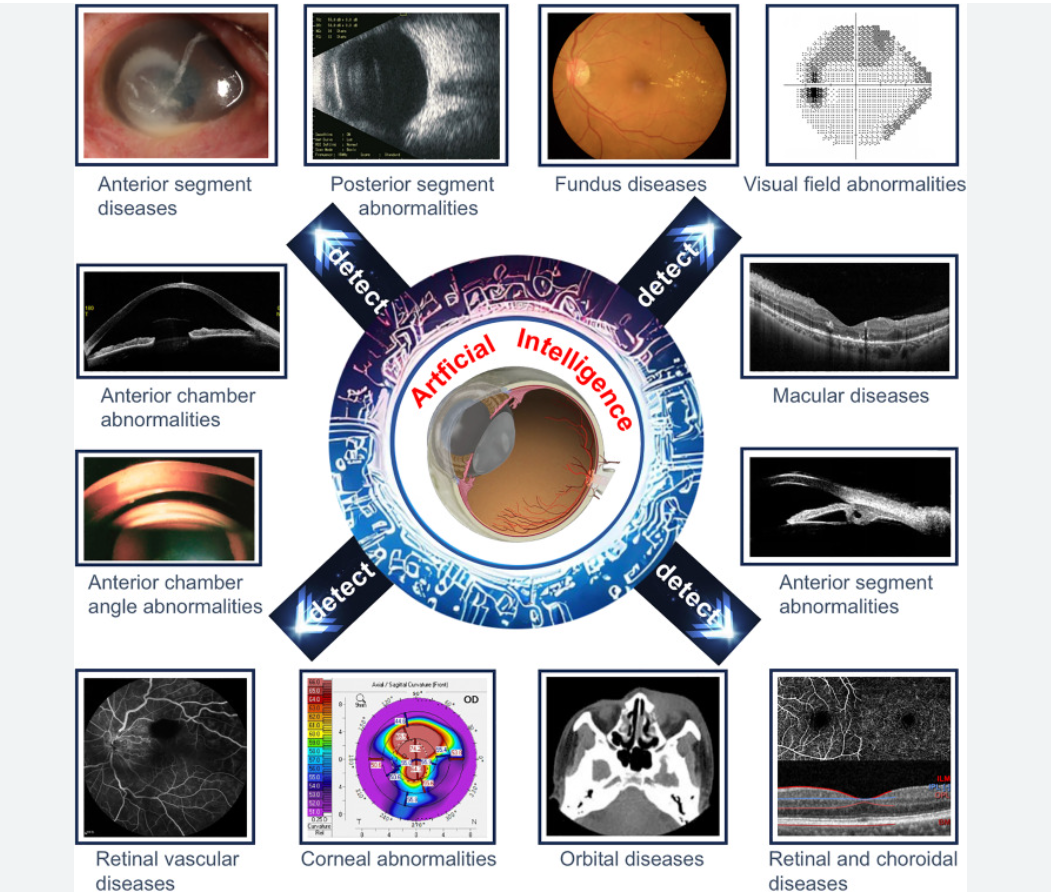 Anterior segment
diseases
Posterior segment
abnormalities
Fundus diseases
Visual field abnormalities
detect
detect
Anterior chamber
abnormalities
Artficial Intelligence
Macular diseases
Anterior chamber
angle abnormalities
Anterior segment
abnormalities
detect
detect
Axial / Sagittal Curvature (Front)
OD
T
N
ILM
Retinal vascular
diseases
Corneal abnormalities
Orbital diseases
Retinal and choroidal
diseases